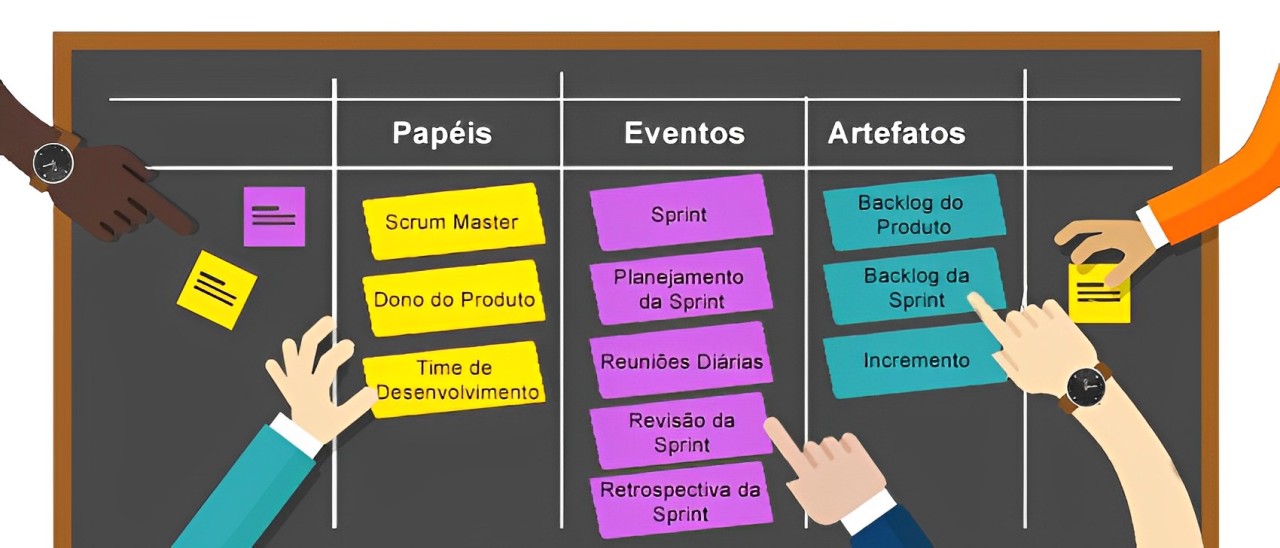 Papéis
Eventos
Artefatos
Scrum Master
Dono do Produto
Time de
Desenvolvimento
Sprint
Planejamento
da Sprint
Reuniões Diárias
Revisão da
Sprint
Retrospectiva da
Sprint
Backlog do
Produto
Backlog da
Sprint
Incremento